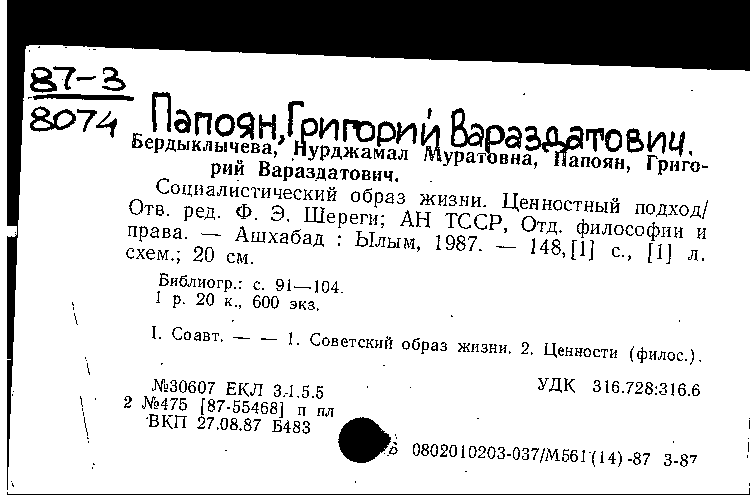 87-3
8074
Папоян, Григорий Вараздатович.
Бердыклычева, Нурджамал Муратовна, Папоян, Григо-
рий Вараздатович.
Социалистический образ жизни. Ценностный подход/
Отв. ред. Ф. Э. Шереги; АН ТССР, Отд. философии и
права. — Ашхабад : Ылым, 1987. — 148,[1] с., [1] л.
схем.; 20 см.
Библиогр.: с. 91—104.
1 р. 20 к., 600 экз.
I. Соавт. — — 1. Советский образ жизни. 2. Ценности (филос.).
№30607 ЕКЛ 3.1.5.5 УДК 316.728:316.6
2 №475 [87-55468] п пл
ВКП 27.08.87 Б483
Б 0802010203-037/М561(14)-87 3-87